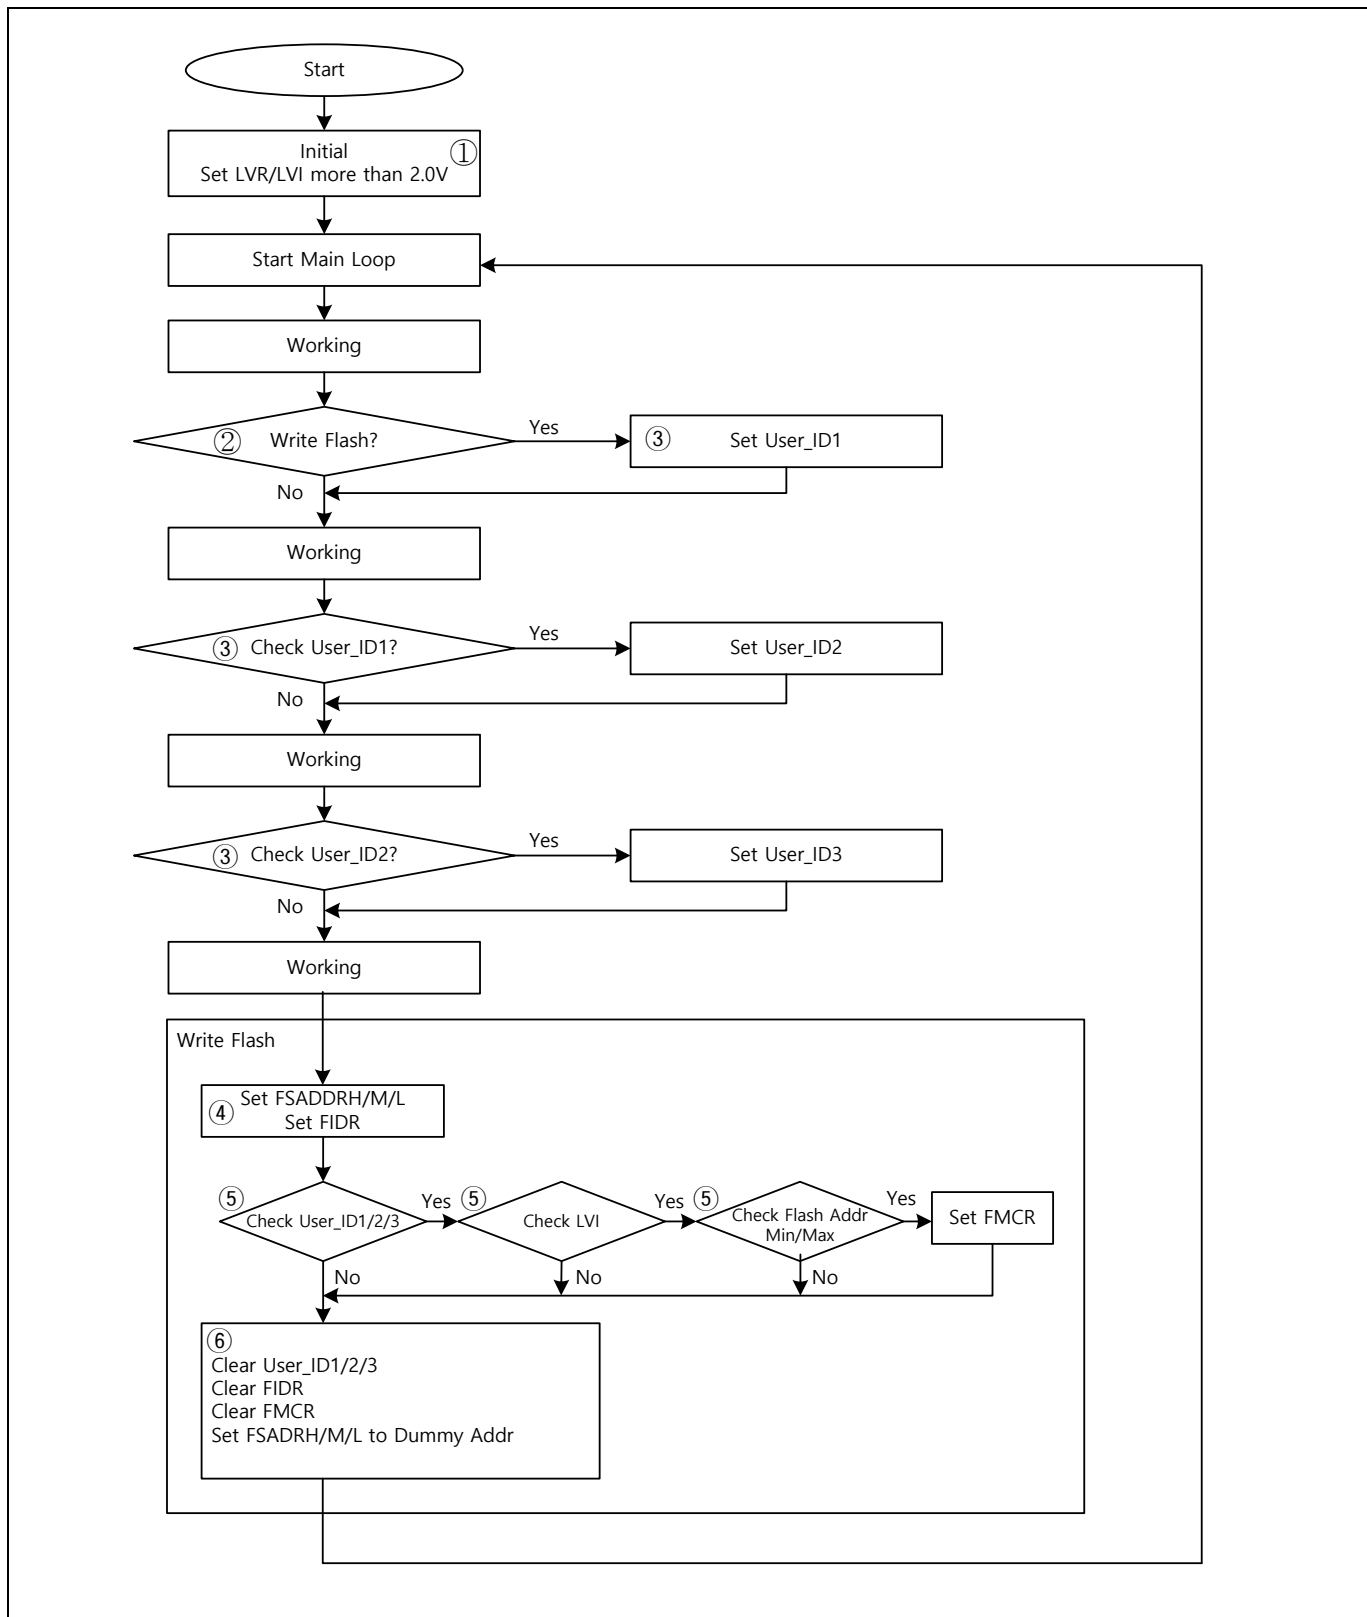 Start
Initial
①
Set LVR/LVI more than 2.0V
Start Main Loop
Working
② Write Flash?
Yes
③ Set User_ID1
No
Working
③ Check User_ID1?
Yes
Set User_ID2
No
Working
③ Check User_ID2?
Yes
Set User_ID3
No
Working
Write Flash
④ Set FSADDRH/M/L
Set FIDR
⑤ Check User_ID1/2/3
Yes
⑤ Check LVI
Yes
⑤ Check Flash Addr
Min/Max
Yes
Set FMCR
No
No
No
⑥
Clear User_ID1/2/3
Clear FIDR
Clear FMCR
Set FSADRH/M/L to Dummy Addr